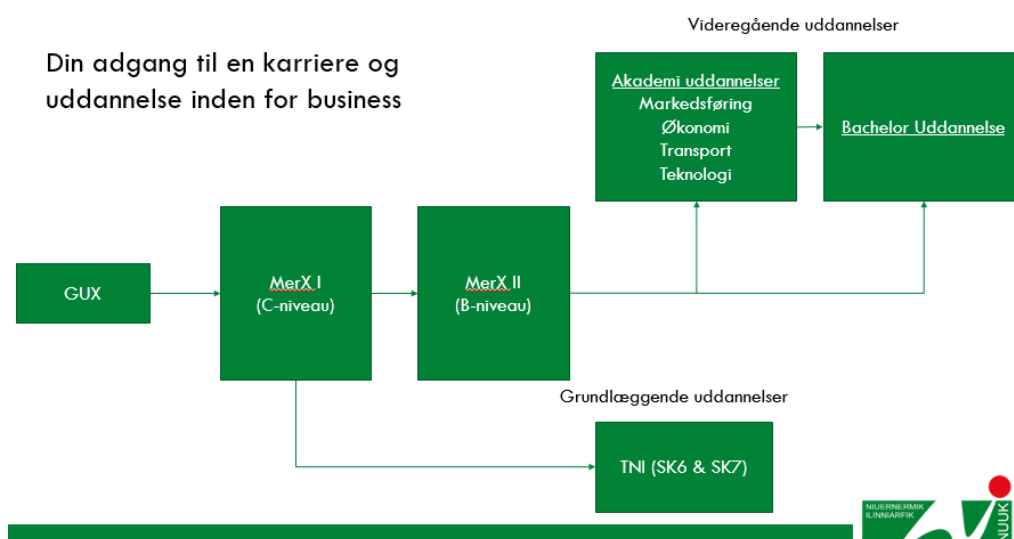 Videregående uddannelser
Din adgang til en karriere og
uddannelse inden for business
Akademi uddannelser
Markedsføring
Økonomi
Transport
Teknologi
Bachelor Uddannelse
GUX
MerX I
(C-niveau)
MerX II
(B-niveau)
Grundlæggende uddannelser
TNI (SK6 & SK7)
NIUERNERMIK
ILINNIARFIK
NUUK